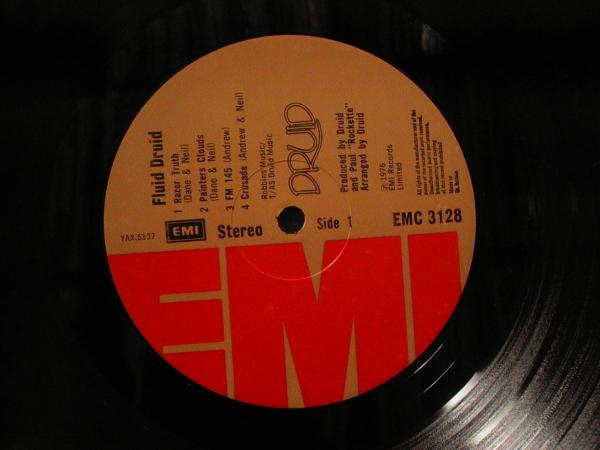 Fluid Druid
1 Razor Truth
(Dane & Neil)
2 Painters Clouds
(Dane & Neil)
3 FM 145 (Andrew)
4 Crusade (Andrew & Neil)
Robbins Music/
T/AS Druid Music
DRUID
Produced by Druid
and Paul "Rockette"
Arranged by Druid
℗ 1976
EMI Records
Limited
YAX.5137
EMI
Stereo
Side 1
EMC 3128
EMI